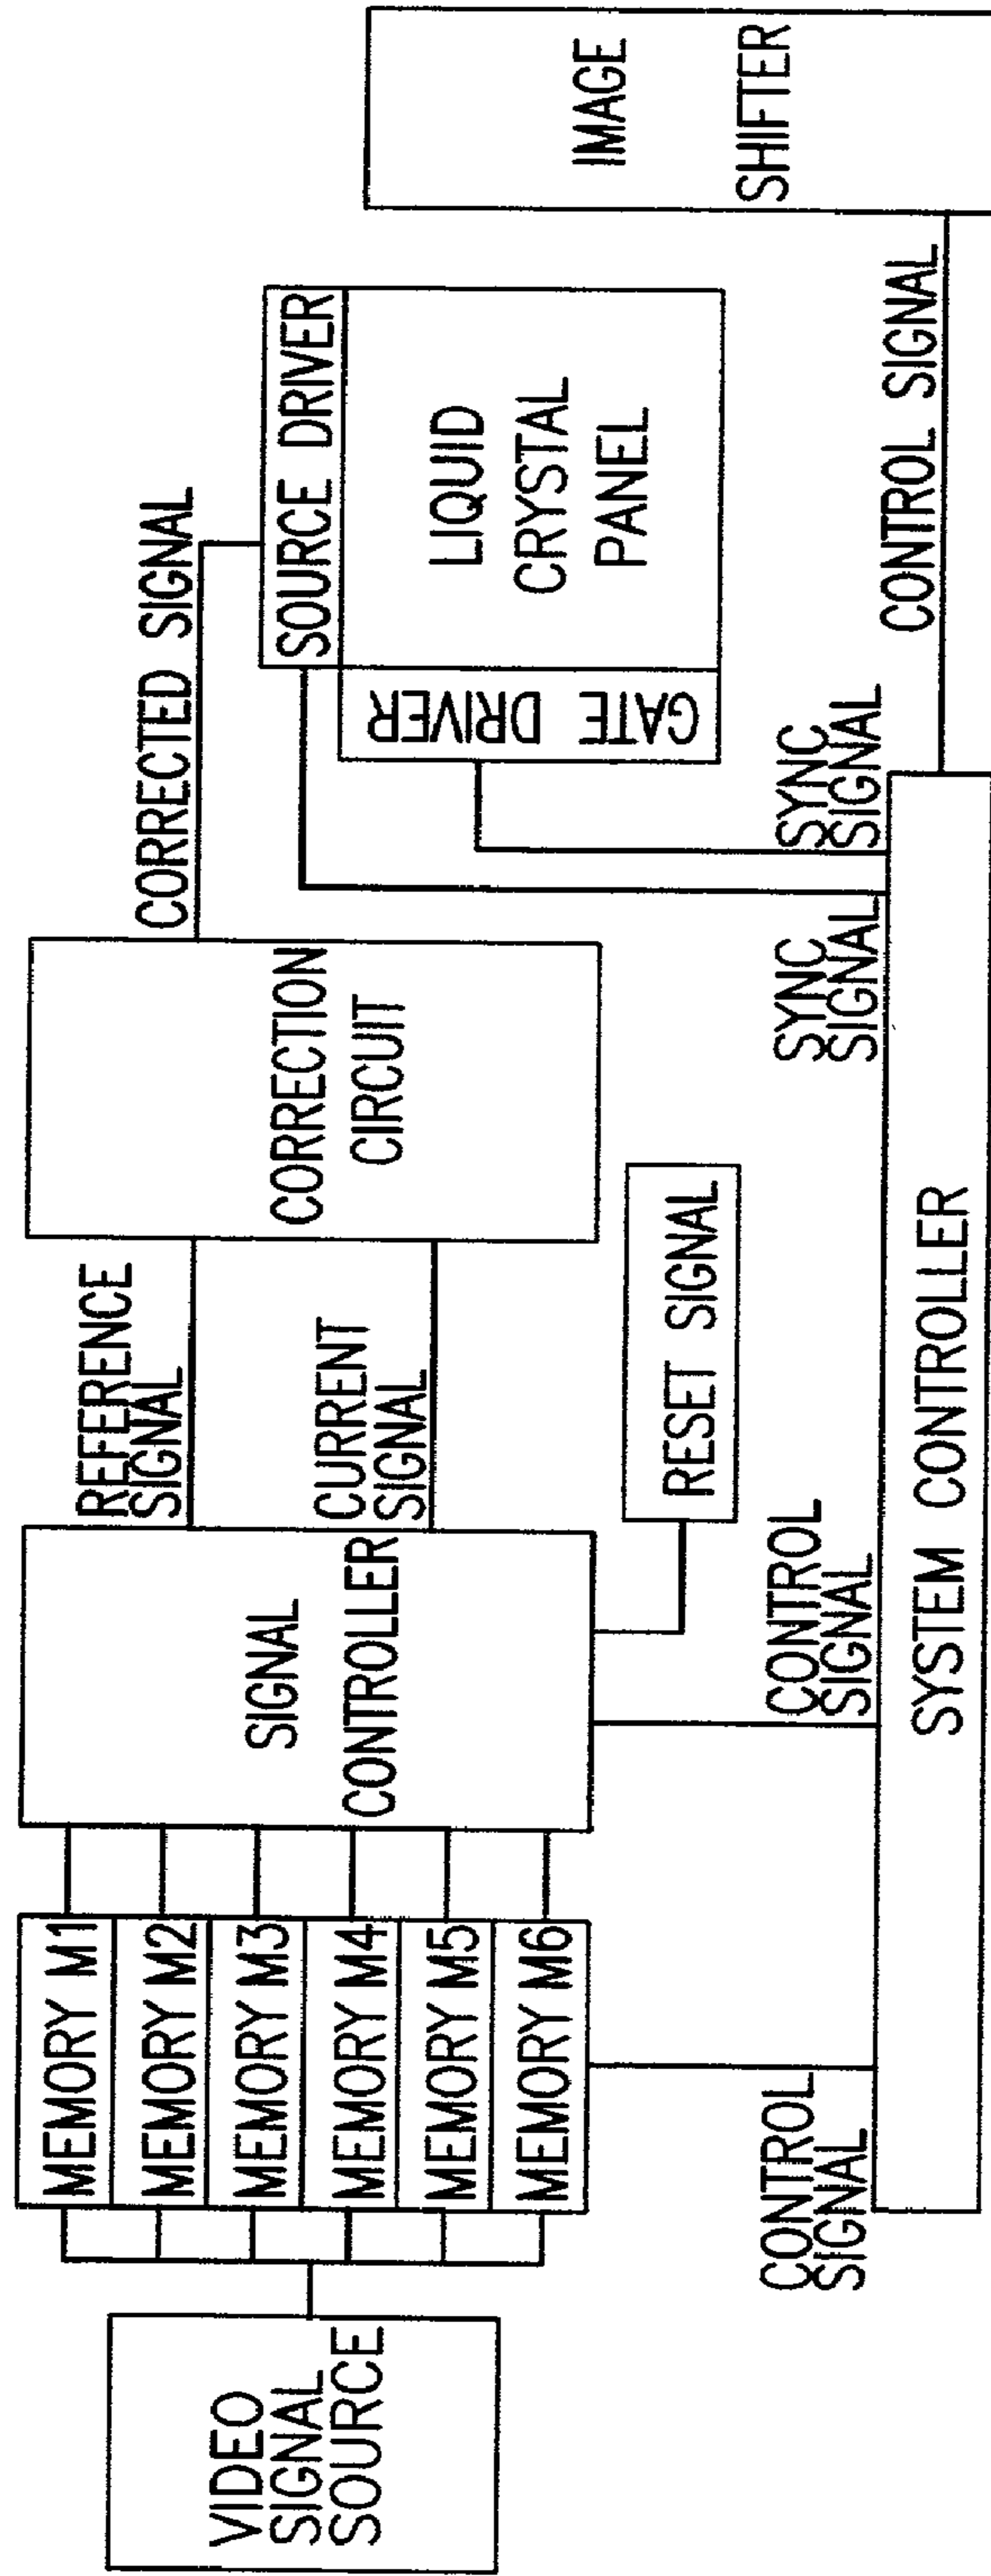 VIDEO
SIGNAL
SOURCE
MEMORY M1
MEMORY M2
MEMORY M3
MEMORY M4
MEMORY M5
MEMORY M6
CONTROL
SIGNAL
SIGNAL
CONTROLLER
CONTROL
SIGNAL
REFERENCE
SIGNAL
CURRENT
SIGNAL
RESET SIGNAL
CORRECTION
CIRCUIT
CORRECTED SIGNAL
SYNC
SIGNAL
SYNC
SIGNAL
SOURCE DRIVER
GATE DRIVER
LIQUID
CRYSTAL
PANEL
CONTROL SIGNAL
IMAGE
SHIFTER
SYSTEM CONTROLLER